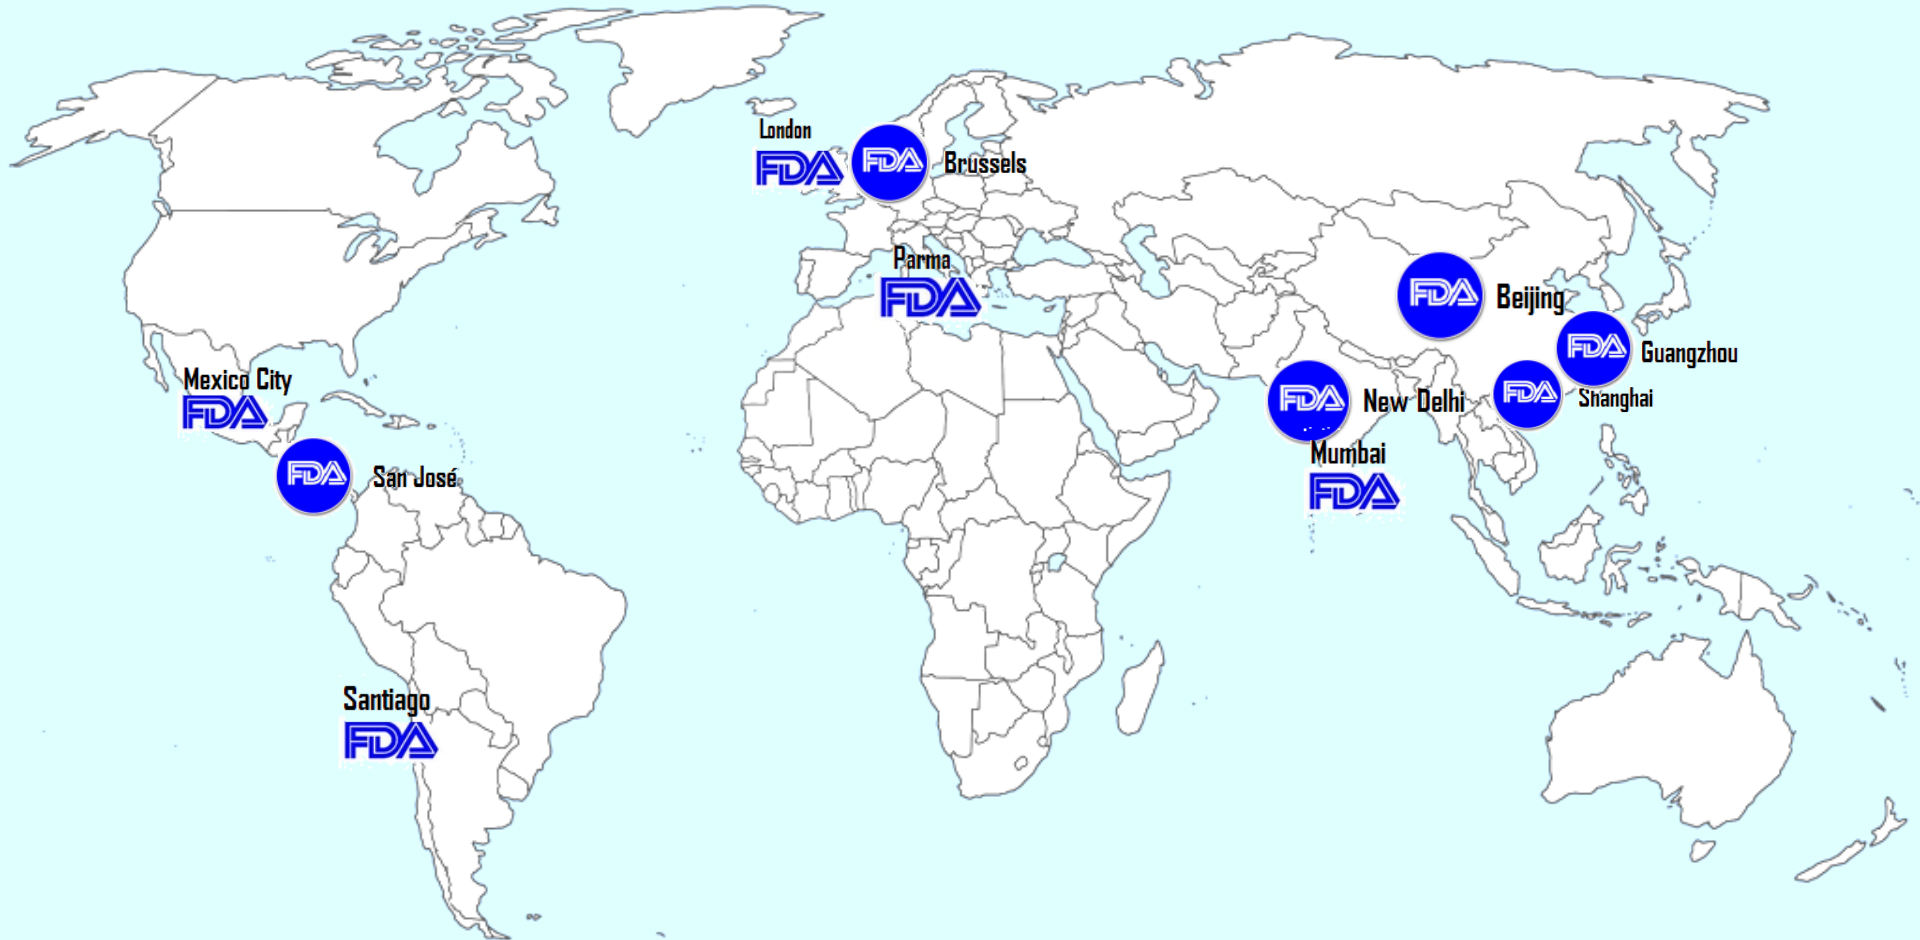 London
FDA
FDA
Brussels
Parma
FDA
FDA
Beijing
FDA
Guangzhou
FDA
Shanghai
FDA
New Delhi
Mumbai
FDA
Mexico City
FDA
FDA
San José
Santiago
FDA